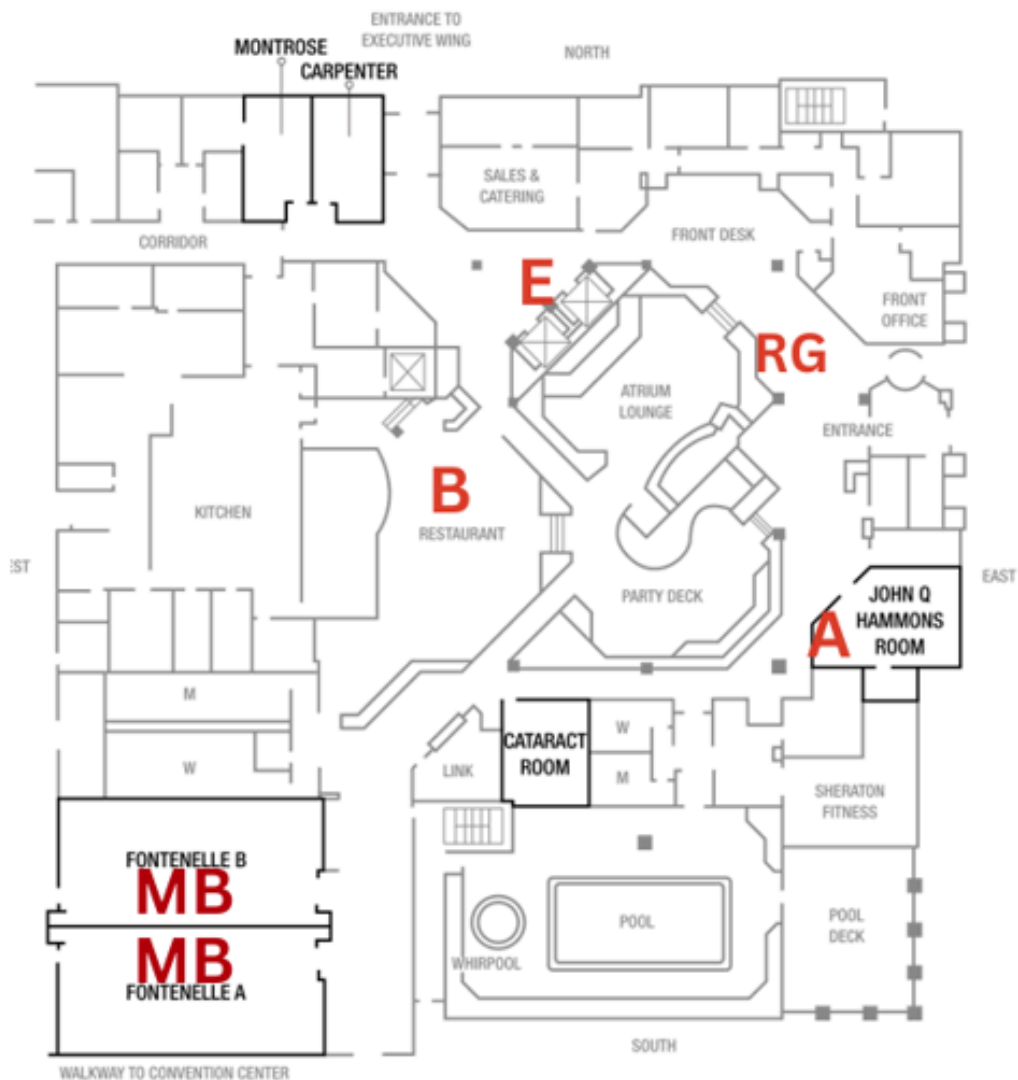 ENTRANCE TO
EXECUTIVE WING
MONTROSE
CARPENTER
NORTH
SALES &
CATERING
CORRIDOR
FRONT DESK
E
FRONT
OFFICE
RG
ATRIUM
LOUNGE
ENTRANCE
B
KITCHEN
RESTAURANT
EST
EAST
PARTY DECK
JOHN Q
HAMMONS
ROOM
A
M
W
CATARACT
ROOM
W
M
LINK
SHERATON
FITNESS
FONTENELLE B
MB
MB
FONTENELLE A
POOL
POOL
DECK
WHIRPOOL
SOUTH
WALKWAY TO CONVENTION CENTER